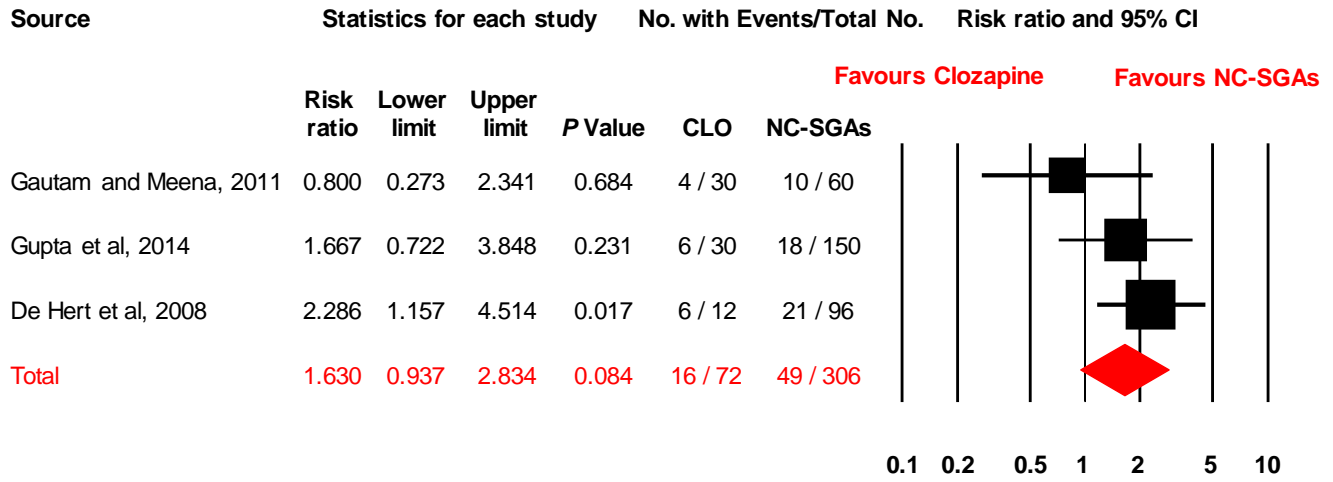 Source Statistics for each study No. with Events/Total No. Risk ratio and 95% CI
Favours Clozapine Favours NC-SGAs
Risk Lower Upper
ratio limit limit P Value CLO NC-SGAs
Gautam and Meena, 2011 0.800 0.273 2.341 0.684 4 / 30 10 / 60
Gupta et al, 2014 1.667 0.722 3.848 0.231 6 / 30 18 / 150
De Hert et al, 2008 2.286 1.157 4.514 0.017 6 / 12 21 / 96
Total 1.630 0.937 2.834 0.084 16 / 72 49 / 306
0.1 0.2 0.5 1 2 5 10